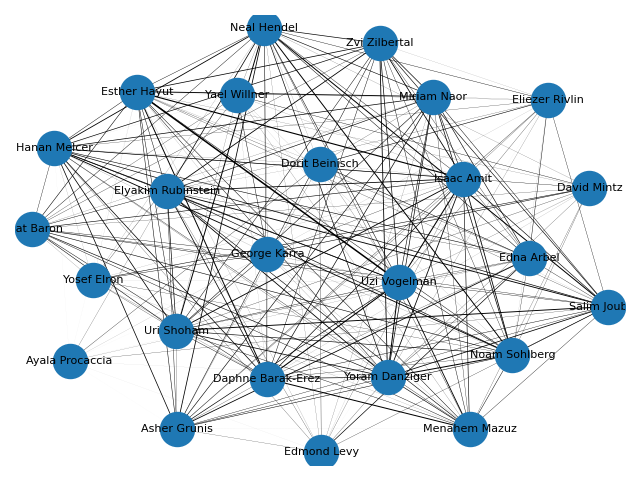 Neal Hendel
Zvi Zilbertal
Esther Hayut
Yael Willner
Miriam Naor
Eliezer Rivlin
Hanan Melcer
Dorit Beinisch
Isaac Amit
David Mintz
Elyakim Rubinstein
at Baron
George Karra
Edna Arbel
Yosef Elron
Uzi Vogelman
Salim Joub
Uri Shoham
Ayala Procaccia
Noam Sohlberg
Daphne Barak-Erez
Yoram Danziger
Asher Grunis
Menahem Mazuz
Edmond Levy